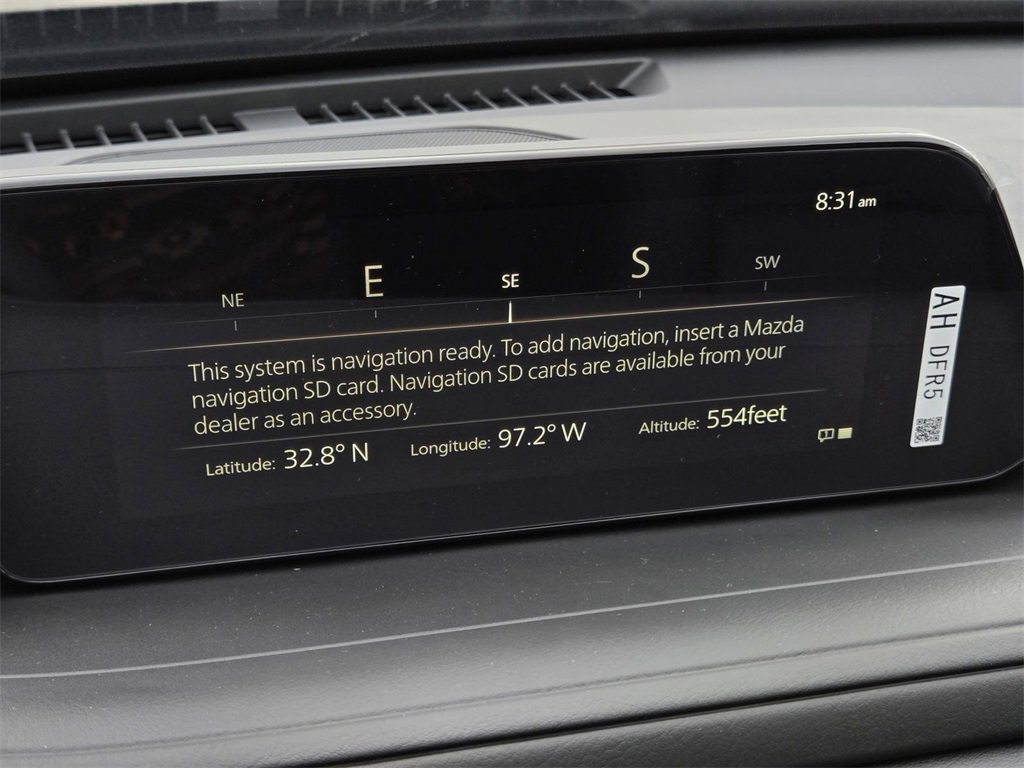 8:31 am
NE E SE S SW
This system is navigation ready. To add navigation, insert a Mazda
navigation SD card. Navigation SD cards are available from your
dealer as an accessory.
Latitude: 32.8° N Longitude: 97.2° W Altitude: 554feet
AH DFR5